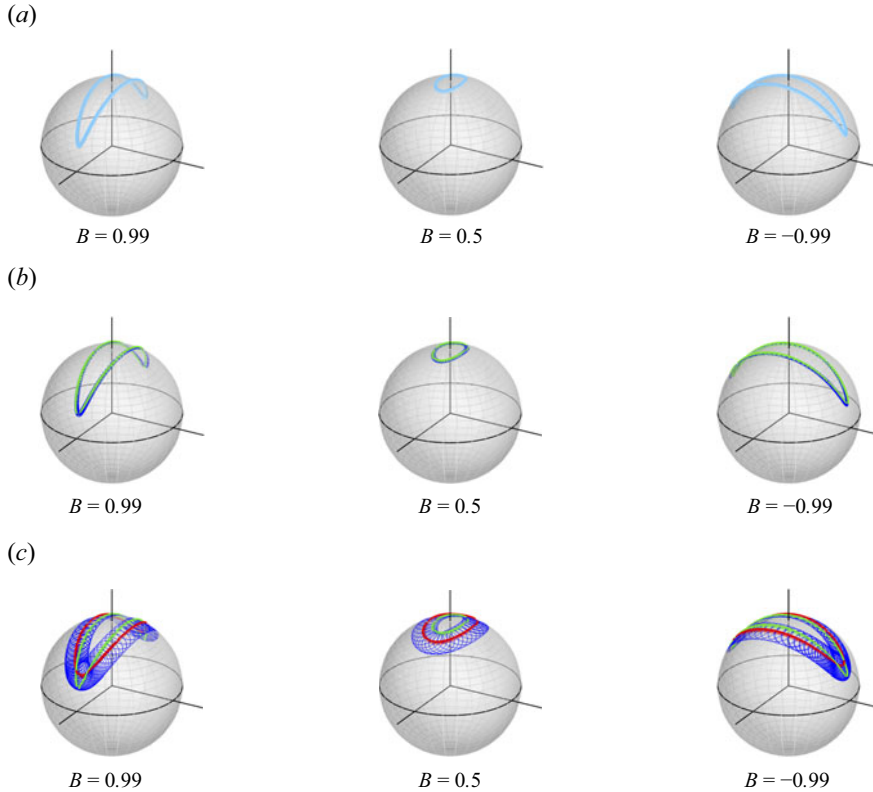 (a)
B = 0.99 B = 0.5 B = −0.99
(b)
B = 0.99 B = 0.5 B = −0.99
(c)
B = 0.99 B = 0.5 B = −0.99